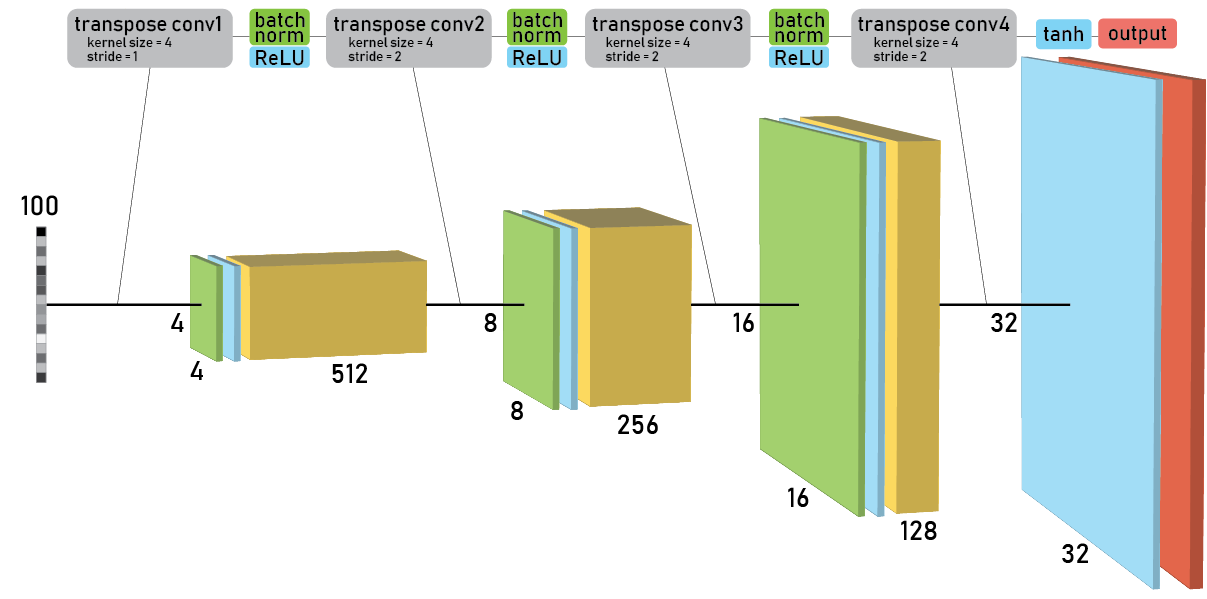 transpose conv1
kernel size = 4
stride = 1
batch
norm
ReLU
transpose conv2
kernel size = 4
stride = 2
batch
norm
ReLU
transpose conv3
kernel size = 4
stride = 2
batch
norm
ReLU
transpose conv4
kernel size = 4
stride = 2
tanh
output
100
4
4
512
8
8
256
16
16
128
32
32